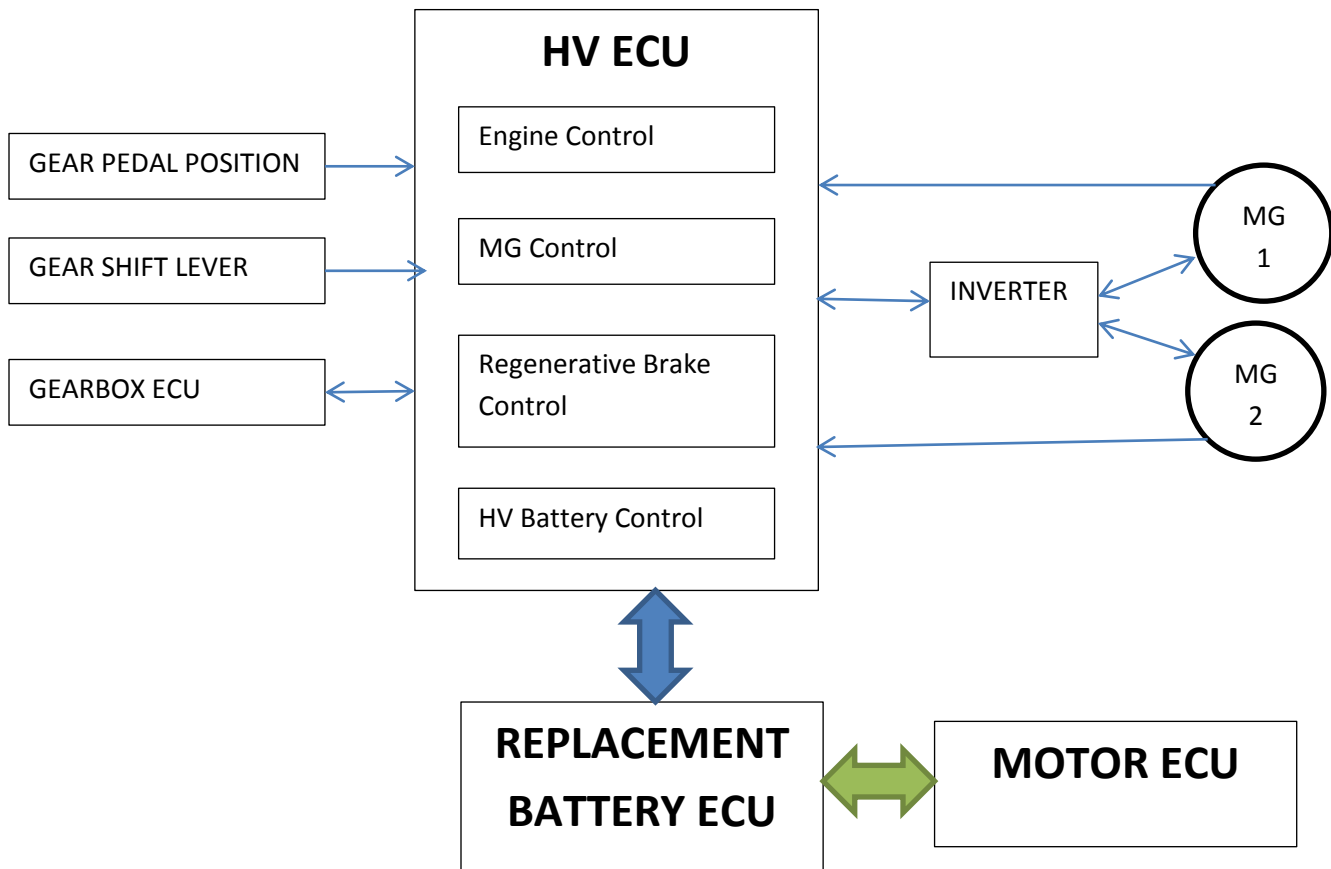 HV ECU
Engine Control
MG Control
Regenerative Brake
Control
HV Battery Control
GEAR PEDAL POSITION
GEAR SHIFT LEVER
GEARBOX ECU
INVERTER
MG
1
MG
2
REPLACEMENT
BATTERY ECU
MOTOR ECU